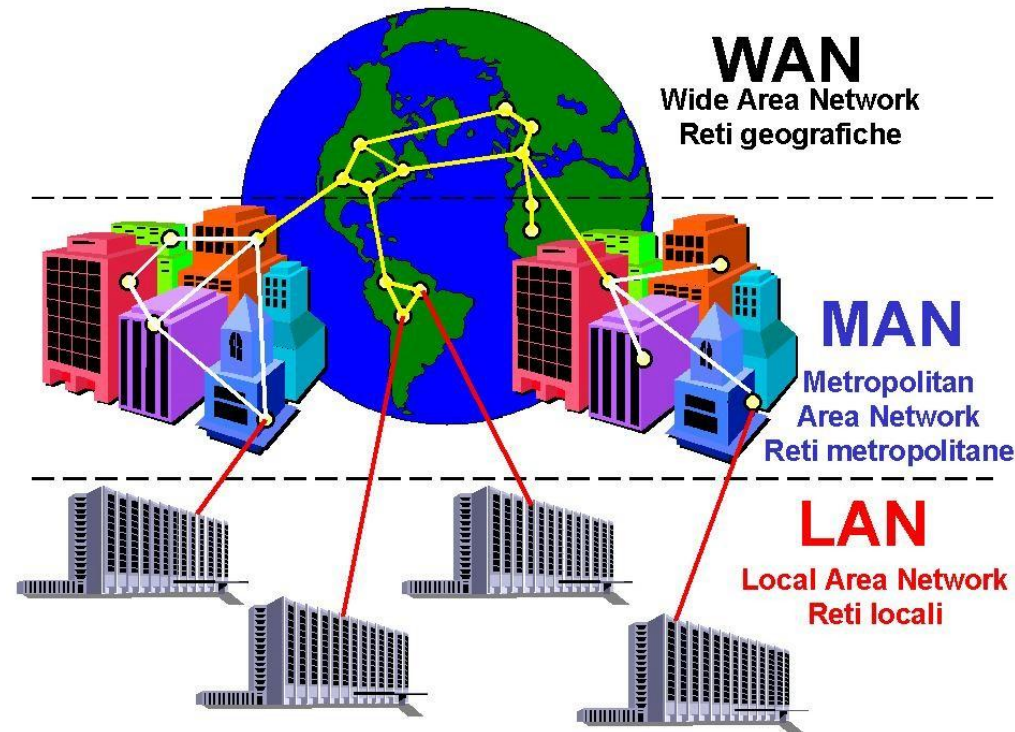 WAN
Wide Area Network
Reti geografiche
MAN
Metropolitan
Area Network
Reti metropolitane
LAN
Local Area Network
Reti locali